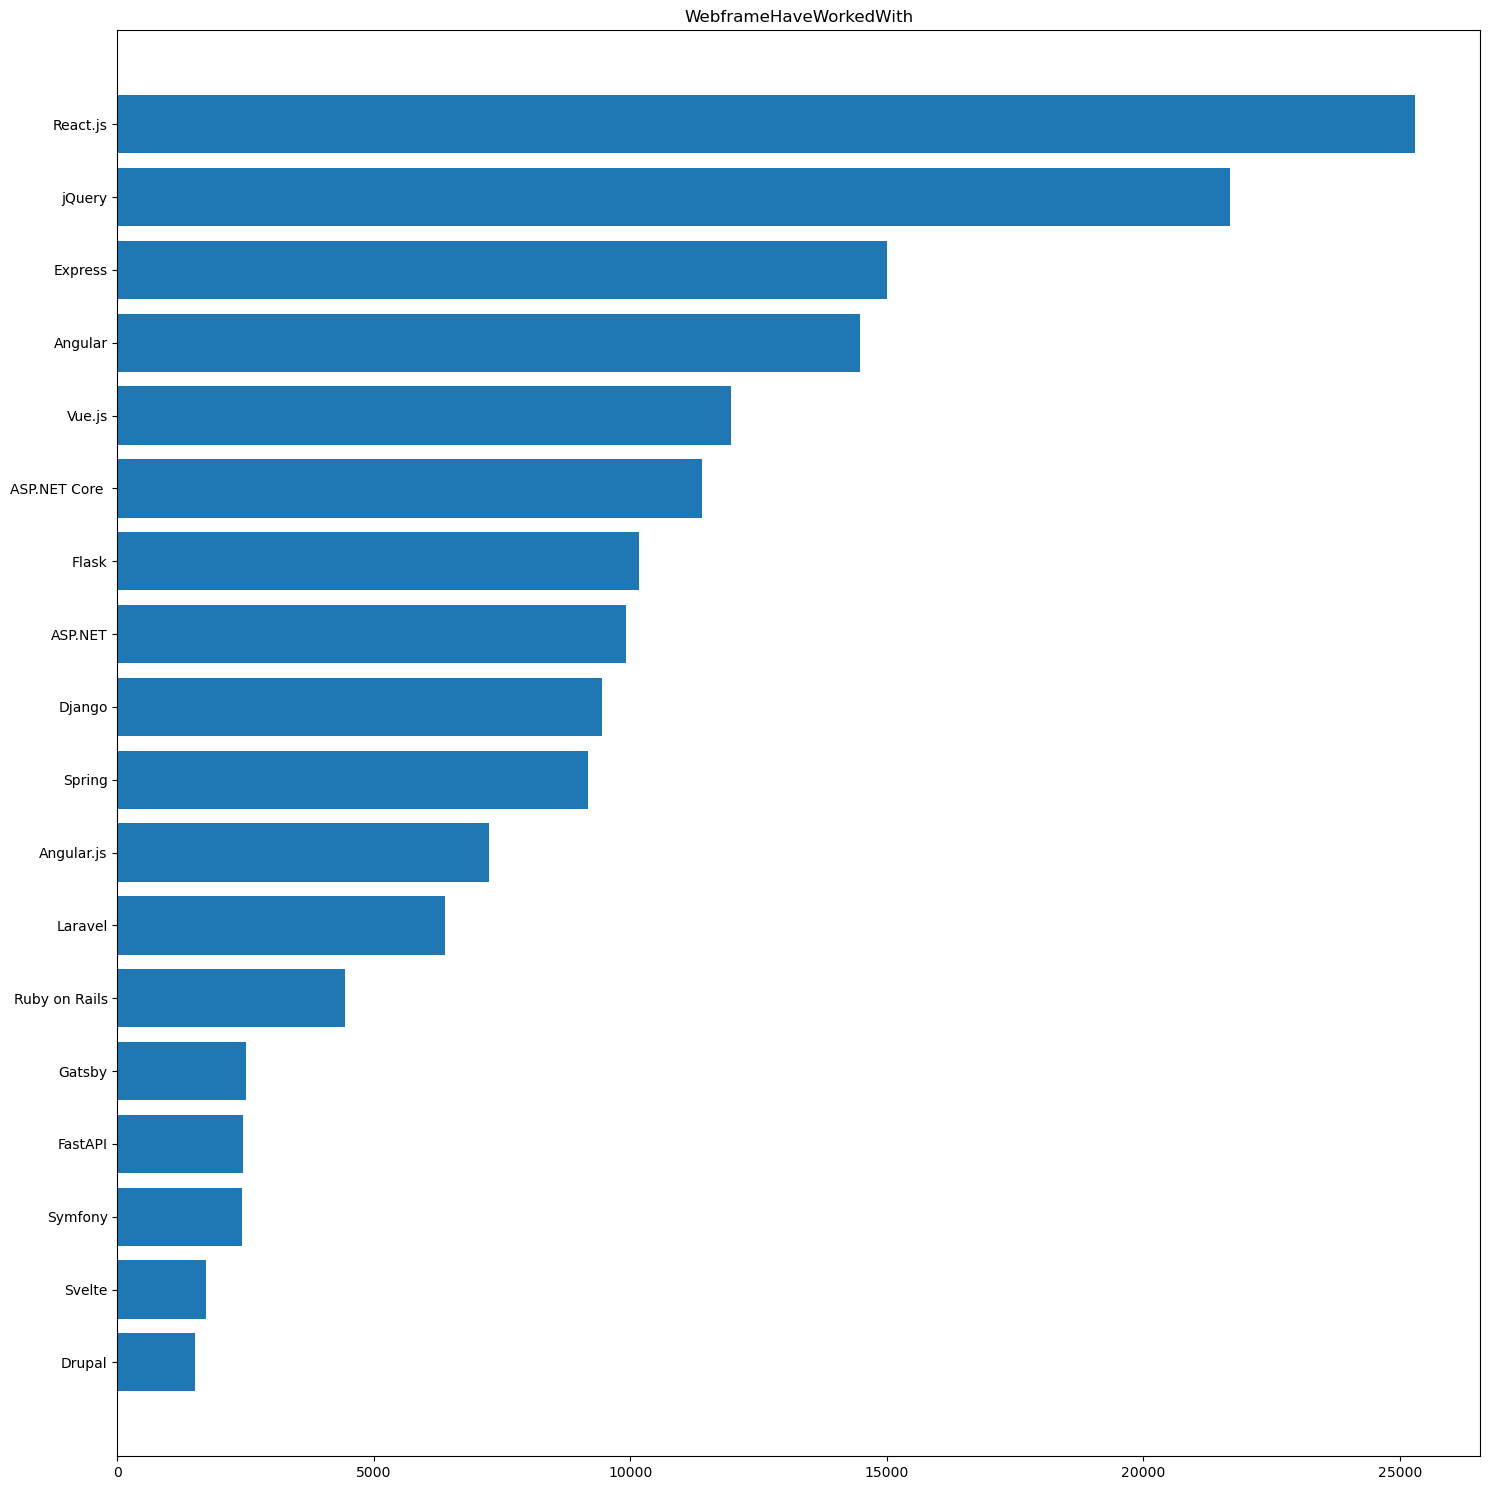 WebframeHaveWorkedWith
React.js
jQuery
Express
Angular
Vue.js
ASP.NET Core
Flask
ASP.NET
Django
Spring
Angular.js
Laravel
Ruby on Rails
Gatsby
FastAPI
Symfony
Svelte
Drupal
0 5000 10000 15000 20000 25000